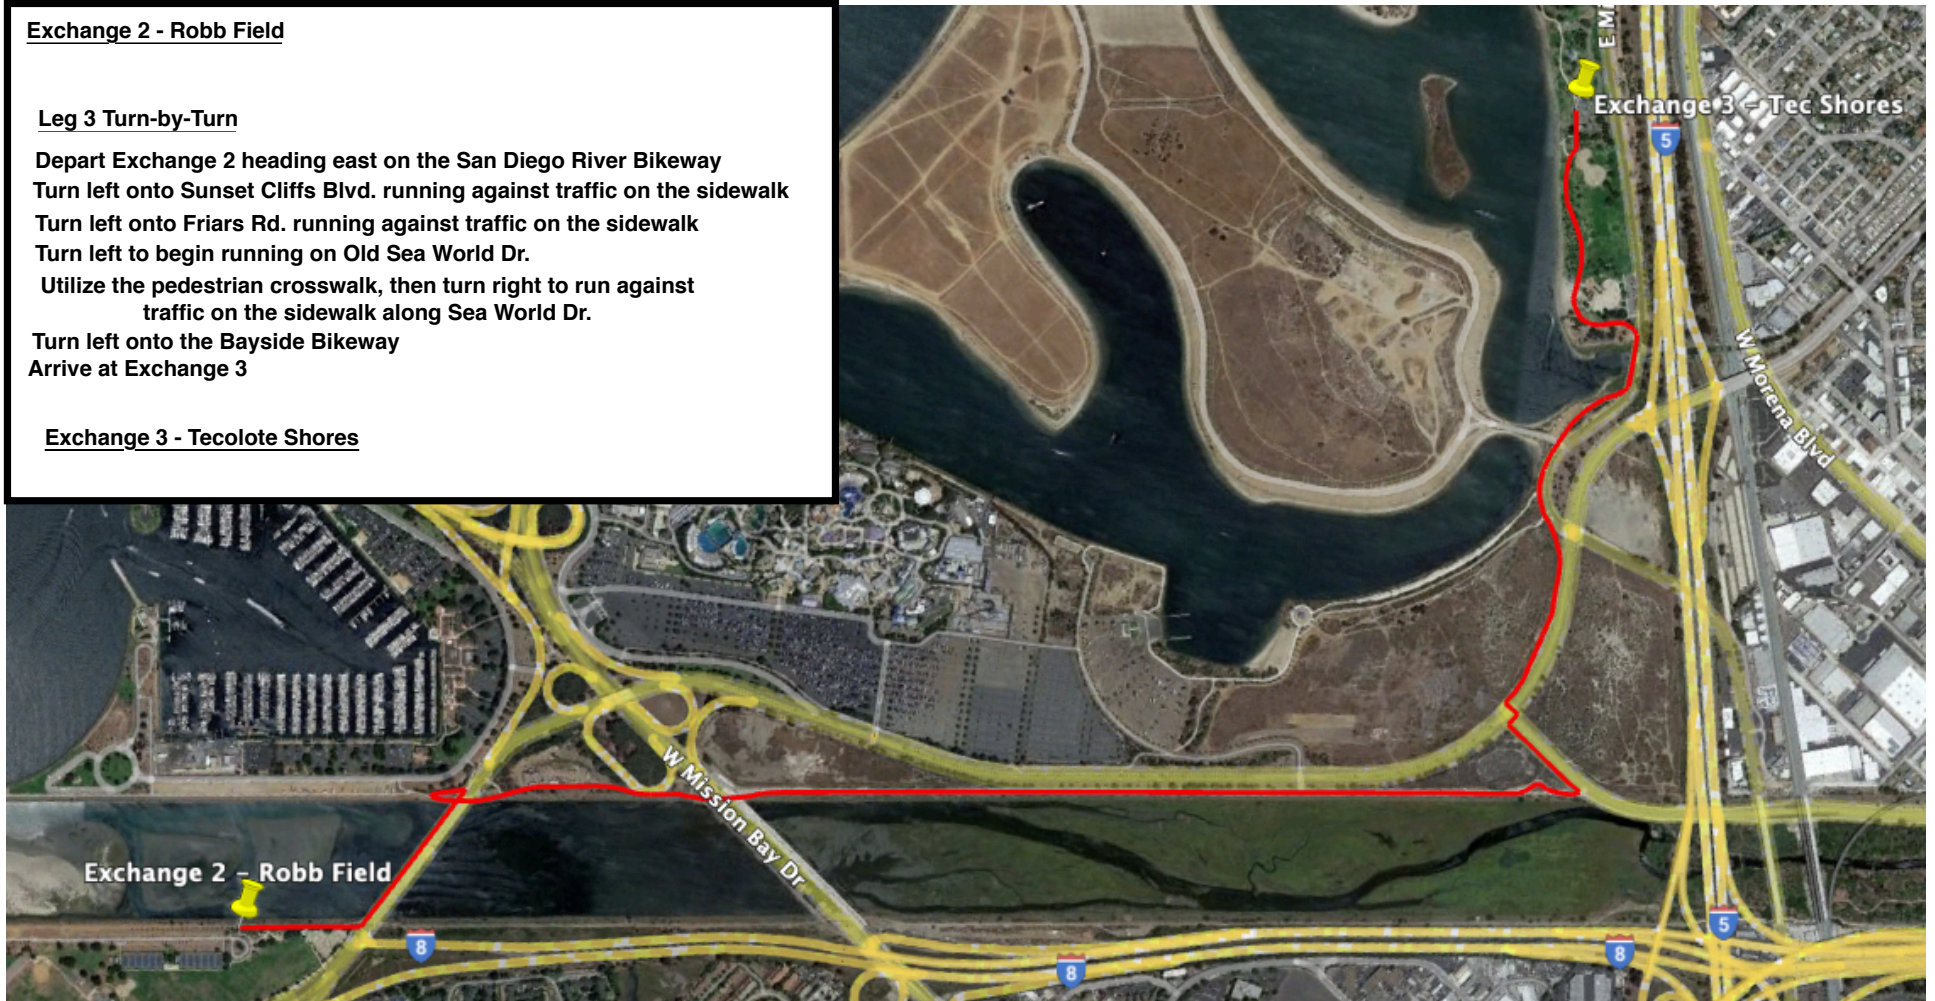 Exchange 2 - Robb Field
Leg 3 Turn-by-Turn
Depart Exchange 2 heading east on the San Diego River Bikeway
Turn left onto Sunset Cliffs Blvd. running against traffic on the sidewalk
Turn left onto Friars Rd. running against traffic on the sidewalk
Turn left to begin running on Old Sea World Dr.
Utilize the pedestrian crosswalk, then turn right to run against
traffic on the sidewalk along Sea World Dr.
Turn left onto the Bayside Bikeway
Arrive at Exchange 3
Exchange 3 - Tecolote Shores
E Mi
Exchange 3 - Tec Shores
5
W Morena Blvd
W Mission Bay Dr
Exchange 2 - Robb Field
8
8
8
5